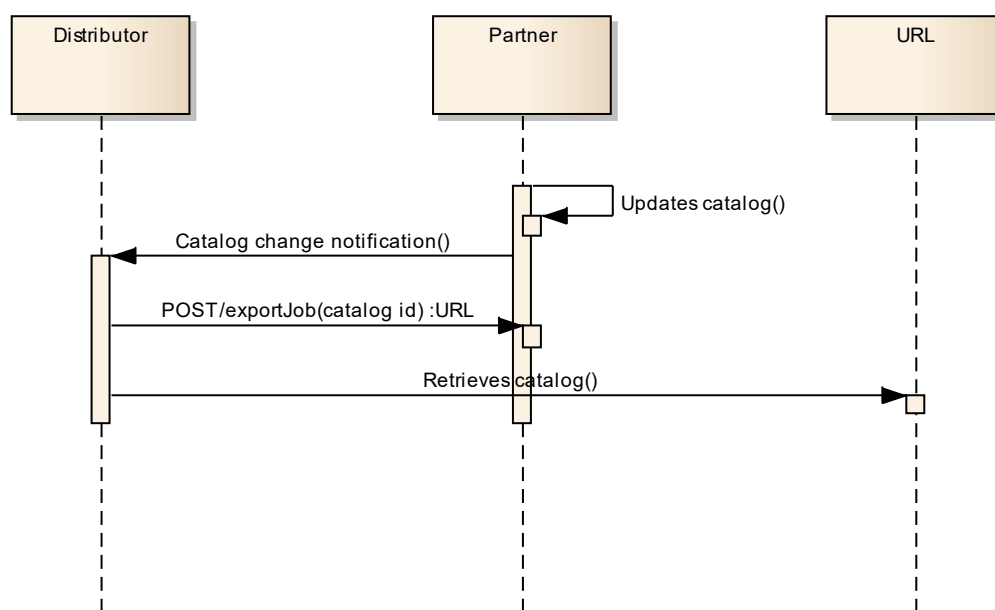 Distributor
Partner
URL
Updates catalog()
Catalog change notification()
POST/exportJob(catalog id) :URL
Retrieves catalog()